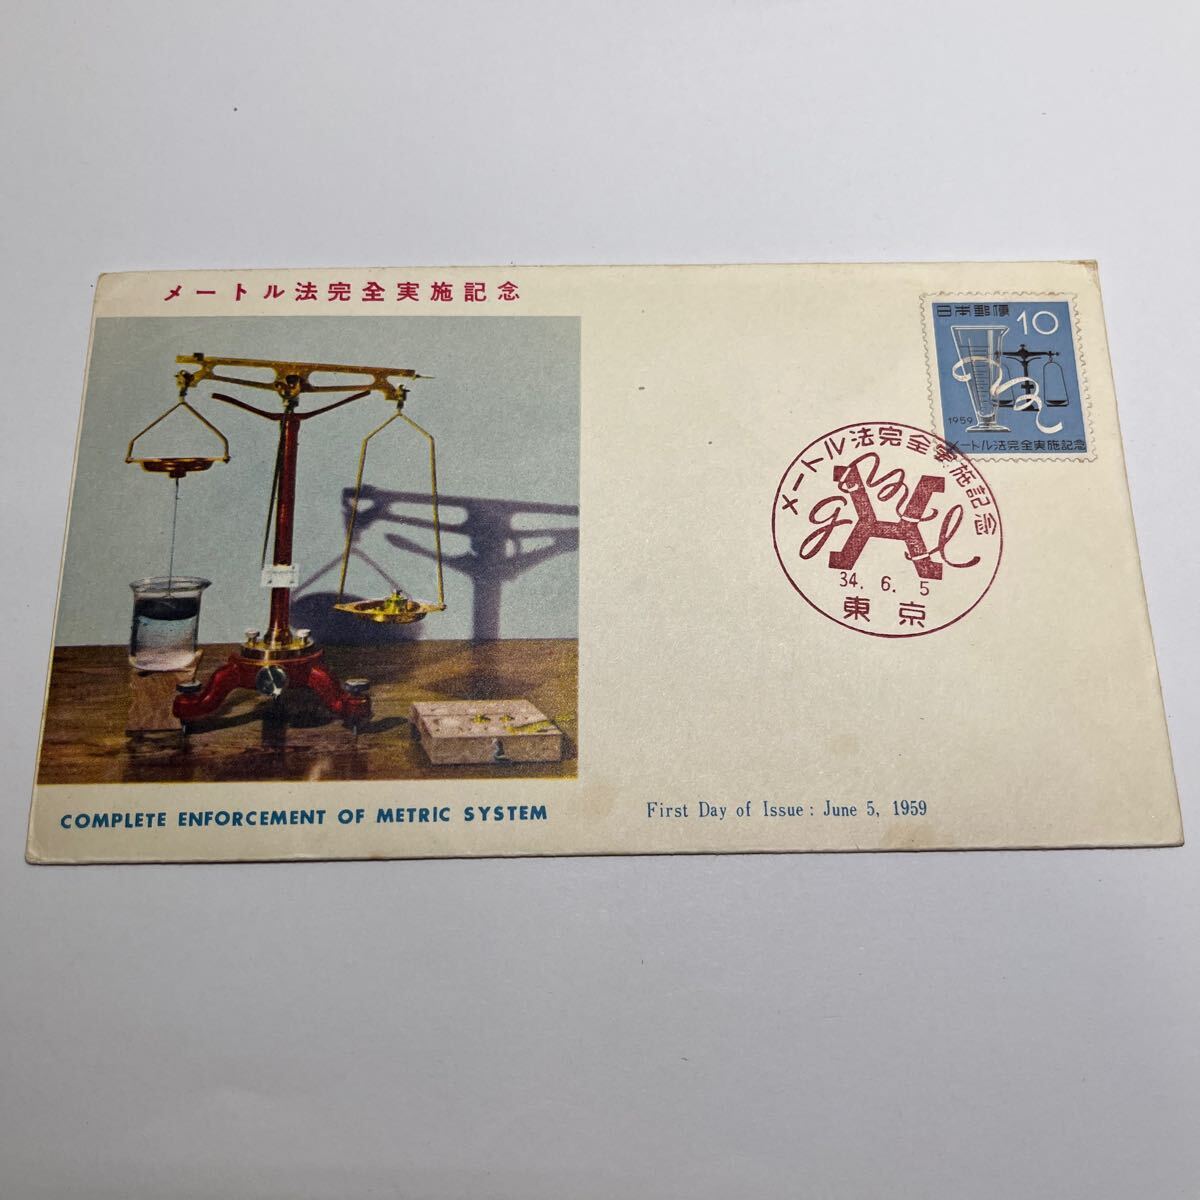 メートル法完全実施記念
日本郵便 10
1959
メートル法完全実施記念
メートル法完全実施記念
g m l
34. 6. 5
東京
COMPLETE ENFORCEMENT OF METRIC SYSTEM
First Day of Issue : June 5, 1959